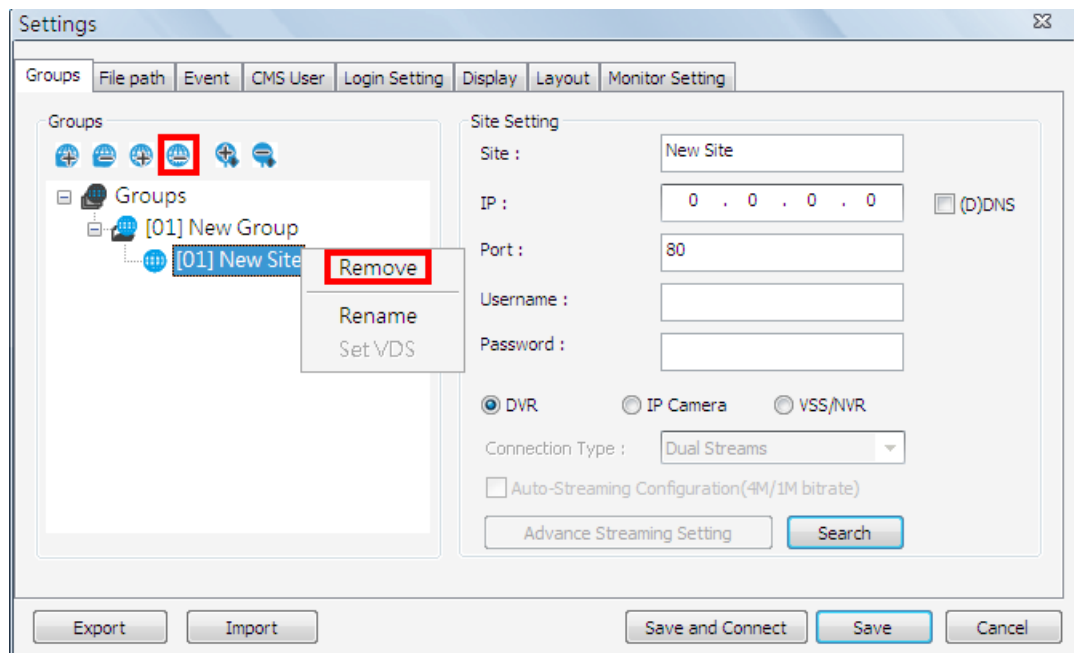 Settings
Groups File path Event CMS User Login Setting Display Layout Monitor Setting
Groups
Groups
[01] New Group
[01] New Site
Remove
Rename
Set VDS
Site Setting
Site : New Site
IP : 0 . 0 . 0 . 0 (D)DNS
Port : 80
Username :
Password :
DVR IP Camera VSS/NVR
Connection Type : Dual Streams
Auto-Streaming Configuration(4M/1M bitrate)
Advance Streaming Setting Search
Export Import Save and Connect Save Cancel